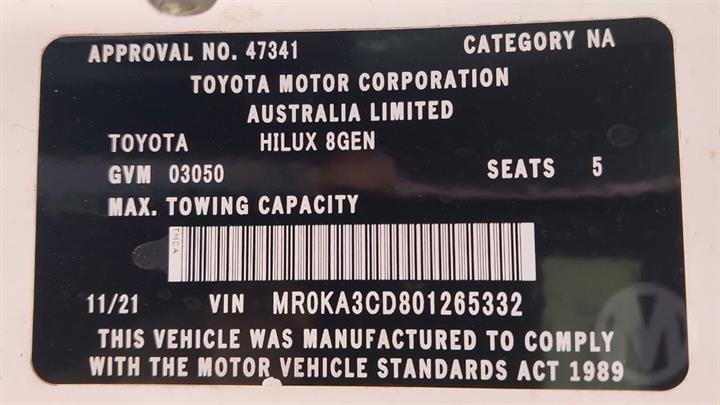 APPROVAL NO. 47341 CATEGORY NA
TOYOTA MOTOR CORPORATION
AUSTRALIA LIMITED
TOYOTA HILUX 8GEN
GVM 03050 SEATS 5
MAX. TOWING CAPACITY
TMCA
11/21 VIN MR0KA3CD801265332
THIS VEHICLE WAS MANUFACTURED TO COMPLY
WITH THE MOTOR VEHICLE STANDARDS ACT 1989
M